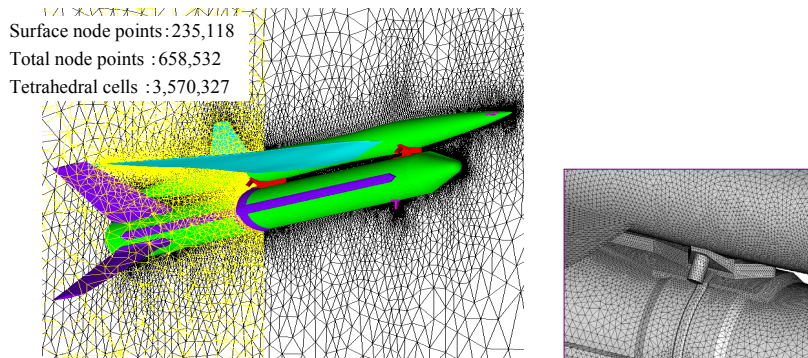 Surface node points : 235,118
Total node points : 658,532
Tetrahedral cells : 3,570,327